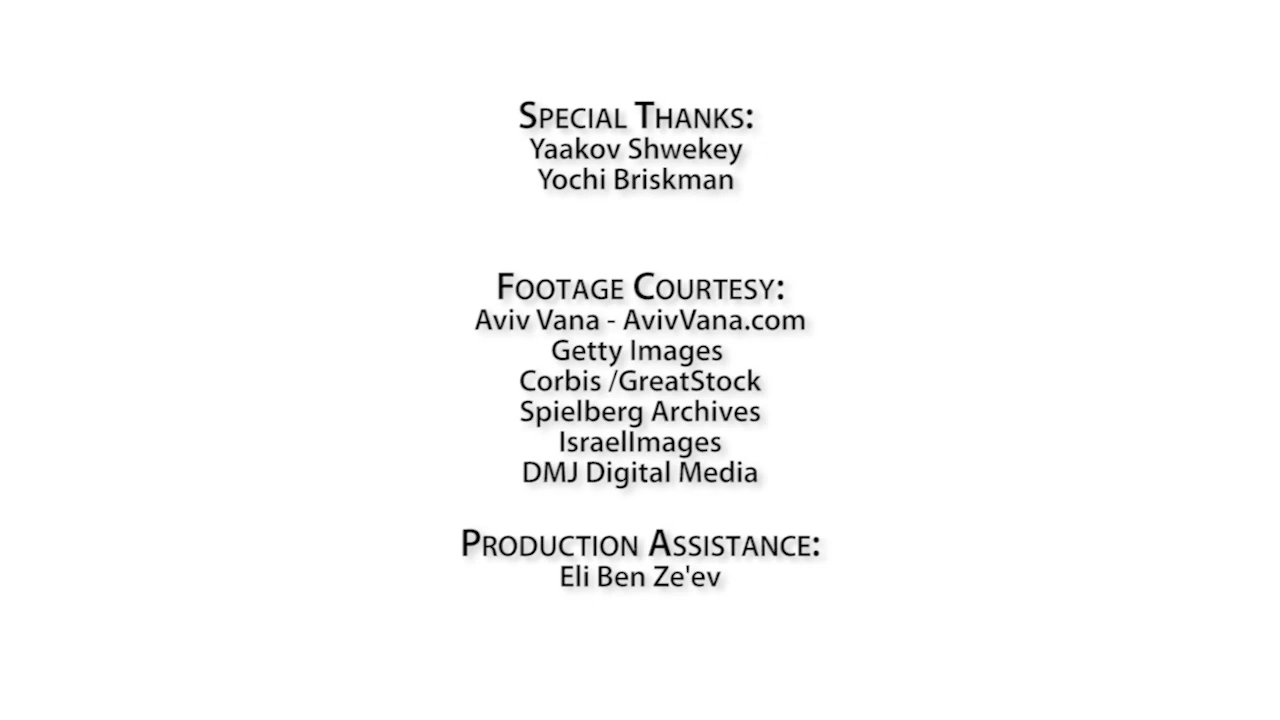 Special Thanks:
Yaakov Shwekey
Yochi Briskman
Footage Courtesy:
Aviv Vana - AvivVana.com
Getty Images
Corbis /GreatStock
Spielberg Archives
IsraelImages
DMJ Digital Media
Production Assistance:
Eli Ben Ze'ev